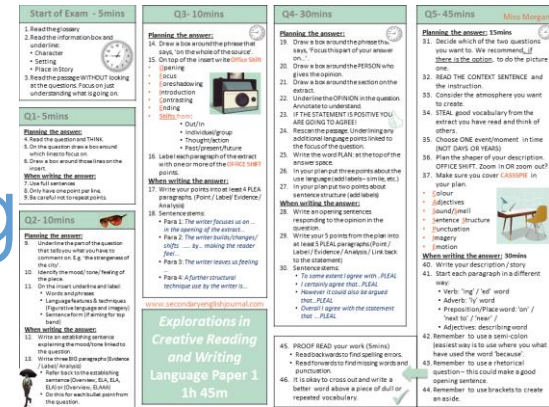 g
Start of Exam - 5mins
1. Read the glossary
2. Read the information box and
underline:
• Character
• Setting
• Place in Story
3. Read the passage WITHOUT looking
at the questions. Focus on just
understanding what is going on.
Q1- 5mins
Planning the answer:
4. Read the question and THINK.
5. On the question draw a box around
which lines to focus on.
6. Draw a box around those lines on the
insert.
When writing the answer:
7. Use full sentences
8. Only have one point per line.
9. Be careful not to repeat points.
Q2- 10mins
Planning the answer:
9. Underline the part of the question
that tells you what you have to
comment on. E.g. 'the strangeness of
the city'.
10. Identify the mood/ tone/ feeling of
the piece.
11. On the insert underline and label:
• Words and phrases
• Language features & techniques
(Figurative language and imagery)
• Sentence form (if aiming for top
band)
When writing the answer:
12. Write an establishing sentence
explaining the mood/tone linked to
the question.
13. Write three BIG paragraphs (Evidence
/ Label/ Analysis)
• Refer back to the establishing
sentence (Overview, ELA, ELA,
ELA) or (Overview, ELAAA)
• Do this for each bullet point from
the question.
Q3- 10mins
Planning the answer:
14. Draw a box around the phrase that
says, 'on the whole of the source'.
15. On top of the insert write Office Shift
• Opening
• Focus
• Foreshadowing
• Introduction
• Contrasting
• Ending
• Shifts from:
• Out/in
• Individual/group
• Thought/action
• Past/present/future
16. Label each paragraph of the extract
with one or more of the OFFICE SHIFT
points.
When writing the answer:
17. Write your points into at least 4 PLEA
paragraphs. (Point / Label/ Evidence/
Analysis)
18. Sentence stems:
• Para 1: The writer focuses us on ...
in the opening of the extract...
• Para 2: The writer builds/changes/
shifts ..... by... making the reader
feel...
• Para 3: The writer leaves us feeling
...
• Para 4: A further structural
technique use by the writer is...
www.secondaryenglishjournal.com
Explorations in
Creative Reading
and Writing
Language Paper 1
1h 45m
Q4- 30mins
Planning the answer:
19. Draw a box around the phrase that
says, 'Focus this part of your answer
on...'.
20. Draw a box around the PERSON who
gives the opinion.
21. Draw a box around the section on the
extract.
22. Underline the OPINION in the question.
Annotate to understand.
23. IF THE STATEMENT IS POSITIVE YOU
ARE GOING TO AGREE!
24. Rescan the passage. Underlining any
additional language points linked to
the focus of the question.
25. Write the word PLAN: at the top of the
answer space.
26. In your plan put three points about the
use language (add labels – simile, etc.)
27. In your plan put two points about
sentence structure (add labels)
When writing the answer:
28. Write an opening sentences
responding to the opinion in the
question.
29. Write your 5 points from the plan into
at least 5 PLEAL paragraphs (Point /
Label / Evidence / Analysis / Link back
to the statement)
30. Sentence stems:
• To some extent I agree with ..PLEAL
• I certainly agree that...PLEAL
• However it could also be argued
that...PLEAL
• Overall I agree with the statement
that ...PLEAL
45. PROOF READ your work (5mins)
• Read backwards to find spelling errors.
• Read forwards to find missing words and
punctuation.
46. It is okay to cross out and write a
better word above a piece of dull or
repeated vocabulary.
Q5- 45mins
Miss Morgan
Planning the answer: 15mins
31. Decide which of the two questions
you want to. We recommend, if
there is the option, to do the picture
one.
32. READ THE CONTEXT SENTENCE and
the instruction.
33. Consider the atmosphere you want
to create.
34. STEAL good vocabulary from the
extract you have read and think of
others.
35. Choose ONE event/moment in time
(NOT DAYS OR YEARS)
36. Plan the shape of your description.
OFFICE SHIFT, Zoom in OR zoom out?
37. Make sure you cover CASSSPIE in
your plan.
• Colour
• Adjectives
• Sound/Smell
• Sentence Structure
• Punctuation
• Imagery
• Emotion
When writing the answer: 30mins
40. Write your description/ story
41. Start each paragraph in a different
way:
• Verb: 'ing' / 'ed' word
• Adverb: 'ly' word
• Preposition/Place word: 'on' /
'next to' / 'near' /
• Adjectives: describing word
42. Remember to use a semi-colon
(easiest way is to use where you what
have used the word 'because'.
43. Remember to use a rhetorical
question – this could make a good
opening sentence.
44. Remember to use brackets to create
an aside.